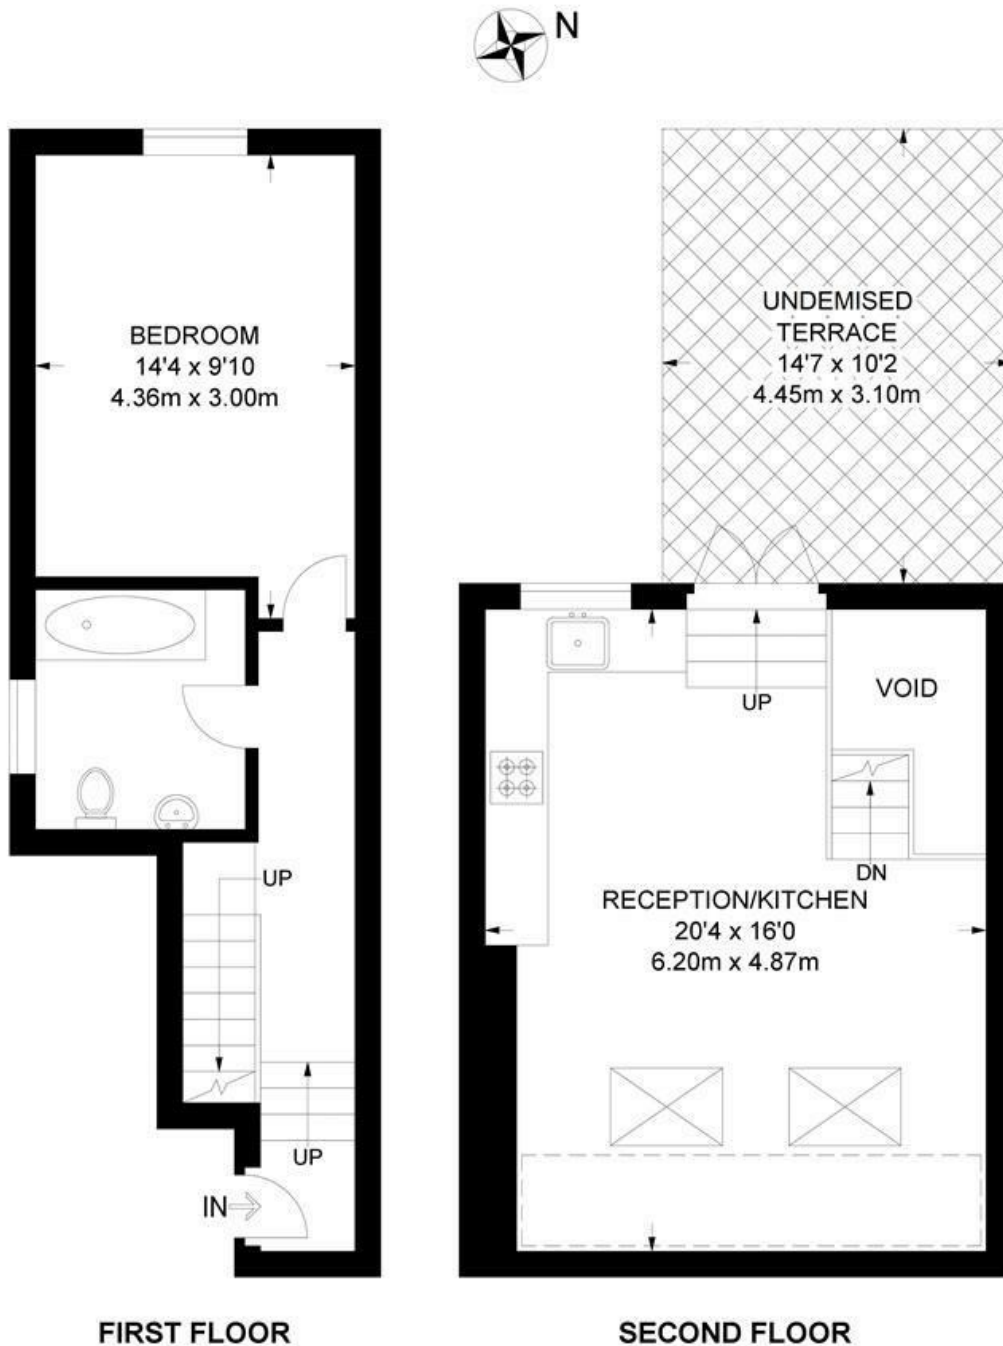 N
BEDROOM
14'4 x 9'10
4.36m x 3.00m
UP
UP
IN
FIRST FLOOR
UNDEMISED
TERRACE
14'7 x 10'2
4.45m x 3.10m
UP
VOID
DN
RECEPTION/KITCHEN
20'4 x 16'0
6.20m x 4.87m
SECOND FLOOR